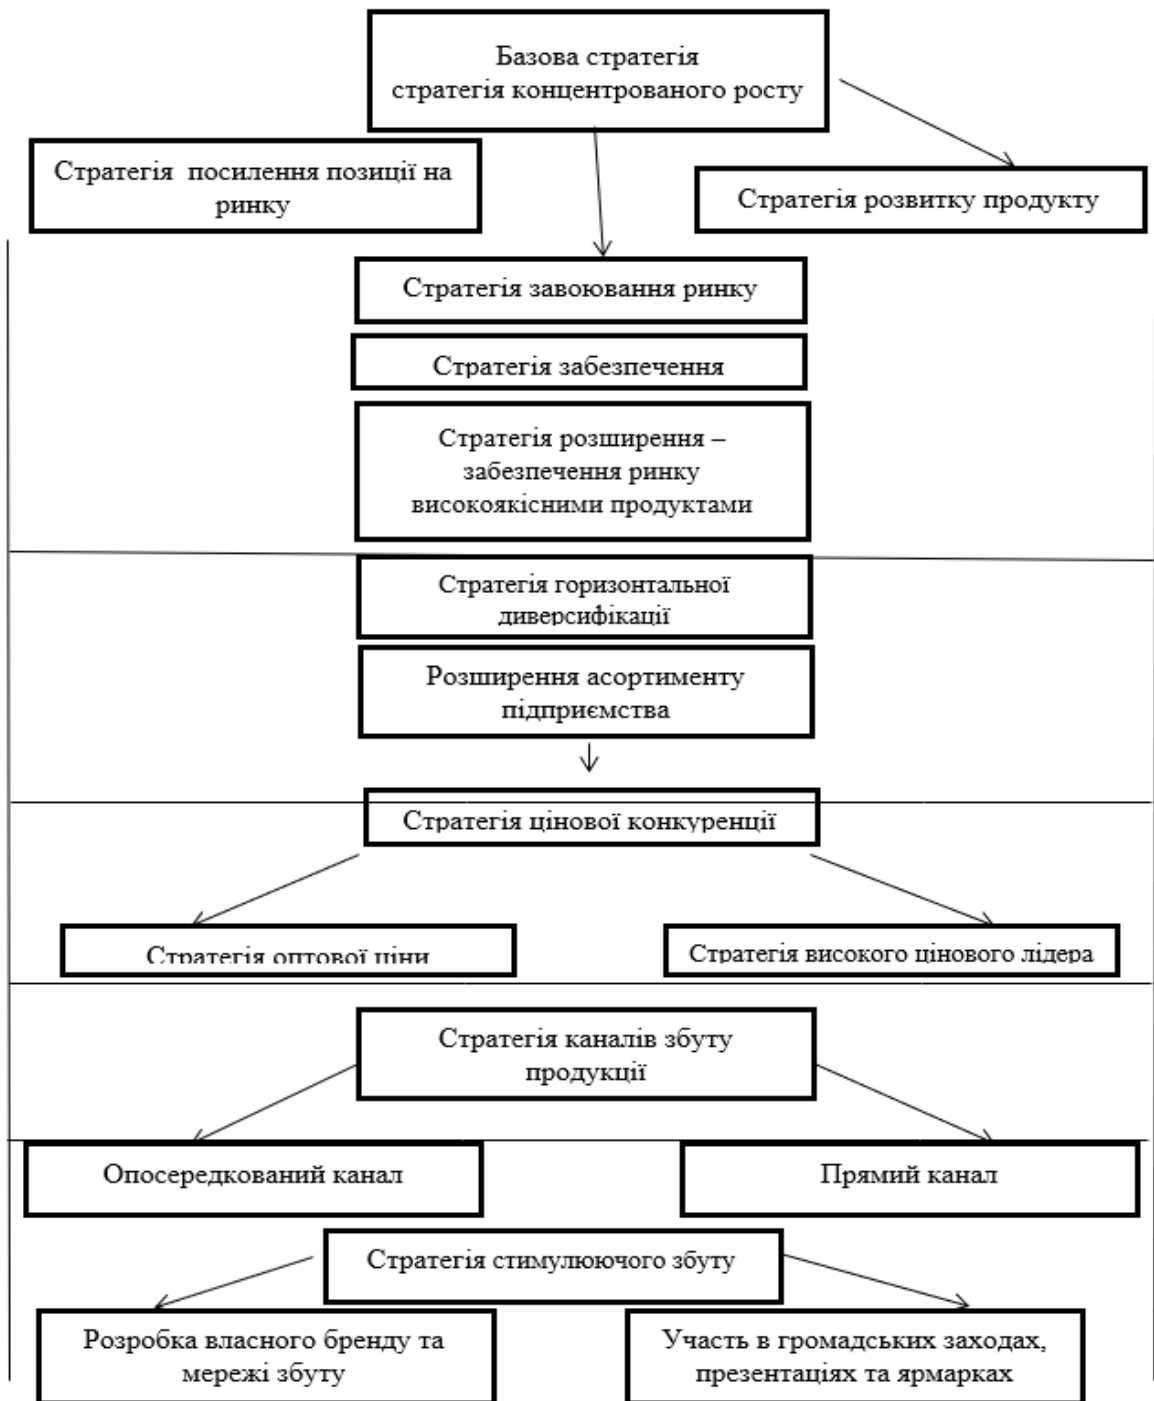 Базова стратегія
стратегія концентрованого росту
Стратегія посилення позиції на
ринку
Стратегія розвитку продукту
Стратегія завоювання ринку
Стратегія забезпечення
Стратегія розширення –
забезпечення ринку
високоякісними продуктами
Стратегія горизонтальної
диверсифікації
Розширення асортименту
підприємства
Стратегія цінової конкуренції
Стратегія оптової ціни
Стратегія високого цінового лідера
Стратегія каналів збуту
продукції
Опосередкований канал
Прямий канал
Стратегія стимулюючого збуту
Розробка власного бренду та
мережі збуту
Участь в громадських заходах,
презентаціях та ярмарках